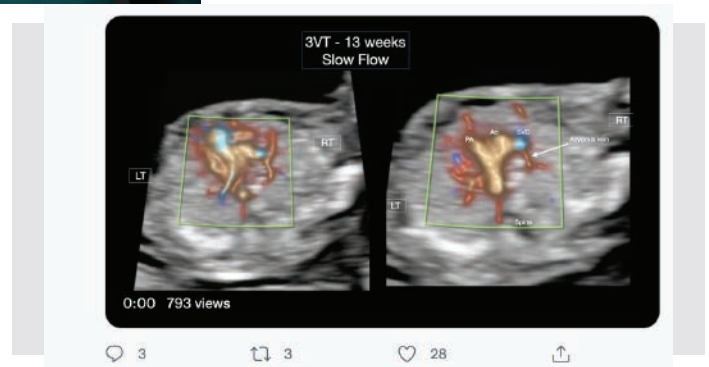 3VT - 13 weeks
Slow Flow
RT
LT
PA
Ao
SVC
Azygous vein
RT
LT
Spine
0:00 793 views
3
3
28